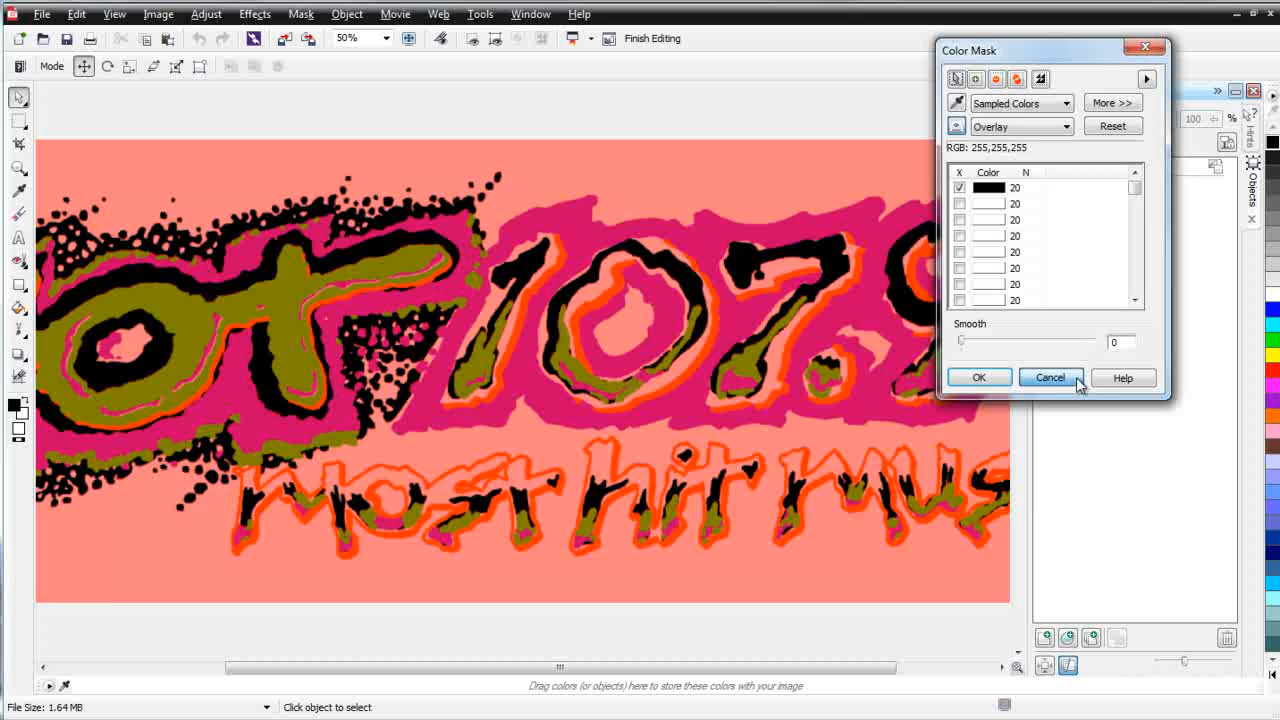 File Edit View Image Adjust Effects Mask Object Movie Web Tools Window Help
50% Finish Editing
Mode
Color Mask
Sampled Colors More >>
Overlay Reset
RGB: 255,255,255
X Color N
20
20
20
20
20
20
20
20
Smooth
0
OK Cancel Help
100 %
Hints
Objects
ot 107.9
Most hit mus
Drag colors (or objects) here to store these colors with your image
File Size: 1.64 MB Click object to select